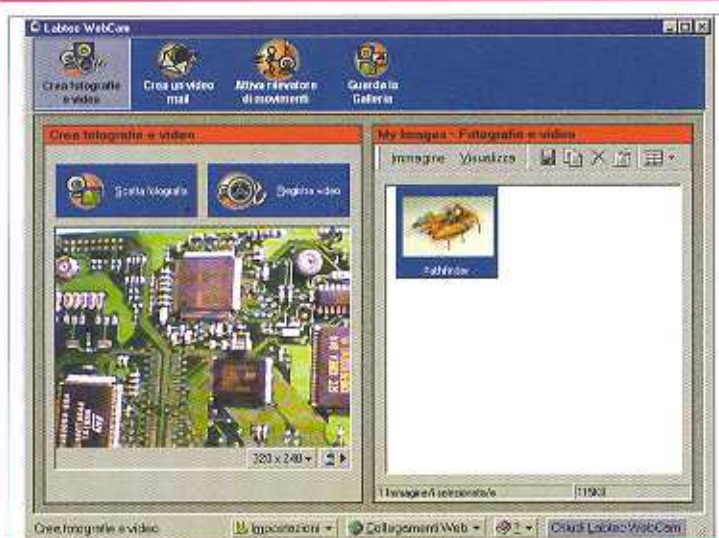 Labtec WebCam
Crea fotografie e video
Crea un video mail
Attiva rilevatore di movimenti
Guarda la Galleria
Crea fotografie e video
My Images - Fotografie e video
Scatta fotografia
Registra video
Immagine Visualizza
Pathfinder
320 x 240
1 Immagine/i selezionata/e
115KB
Crea fotografie e video
Impostazioni
Collegamenti Web
?
Chiudi Labtec WebCam